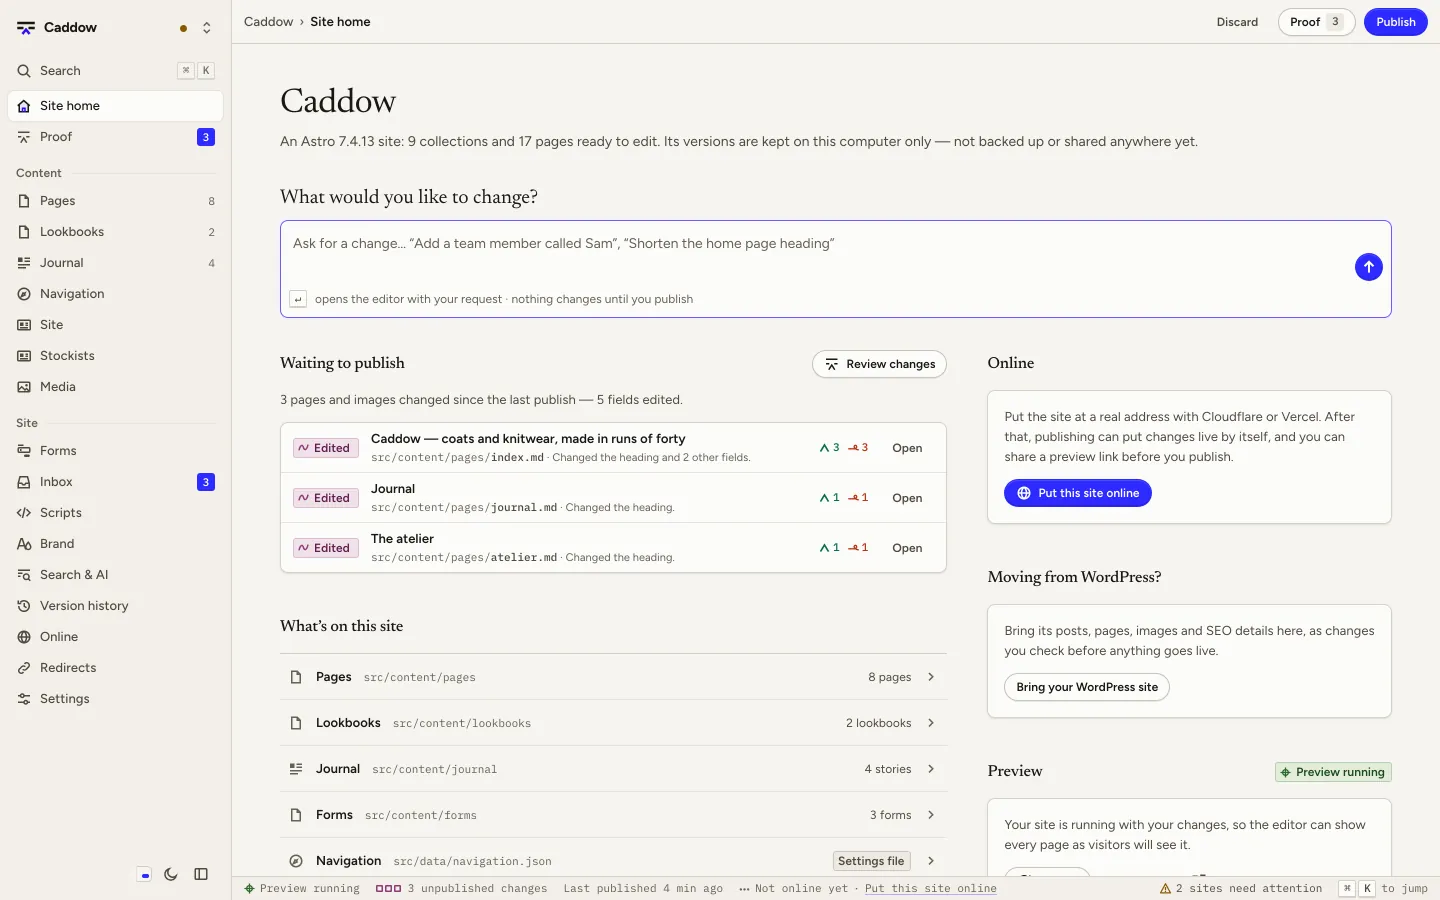 Caddow
Search
⌘ K
Site home
Proof
3
Content
Pages
8
Lookbooks
2
Journal
4
Navigation
Site
Stockists
Media
Site
Forms
Inbox
3
Scripts
Brand
Search & AI
Version history
Online
Redirects
Settings
Caddow › Site home
Discard
Proof 3
Publish
Caddow
An Astro 7.4.13 site: 9 collections and 17 pages ready to edit. Its versions are kept on this computer only — not backed up or shared anywhere yet.
What would you like to change?
Ask for a change… “Add a team member called Sam”, “Shorten the home page heading”
↵ opens the editor with your request · nothing changes until you publish
Waiting to publish
Review changes
3 pages and images changed since the last publish — 5 fields edited.
Edited
Caddow — coats and knitwear, made in runs of forty
src/content/pages/index.md · Changed the heading and 2 other fields.
3 3
Open
Edited
Journal
src/content/pages/journal.md · Changed the heading.
1 1
Open
Edited
The atelier
src/content/pages/atelier.md · Changed the heading.
1 1
Open
What’s on this site
Pages src/content/pages 8 pages
Lookbooks src/content/lookbooks 2 lookbooks
Journal src/content/journal 4 stories
Forms src/content/forms 3 forms
Navigation src/data/navigation.json Settings file
Online
Put the site at a real address with Cloudflare or Vercel. After
that, publishing can put changes live by itself, and you can
share a preview link before you publish.
Put this site online
Moving from WordPress?
Bring its posts, pages, images and SEO details here, as changes
you check before anything goes live.
Bring your WordPress site
Preview
Preview running
Your site is running with your changes, so the editor can show
every page as visitors will see it.
Preview running
3 unpublished changes
Last published 4 min ago
Not online yet · Put this site online
2 sites need attention
⌘ K to jump